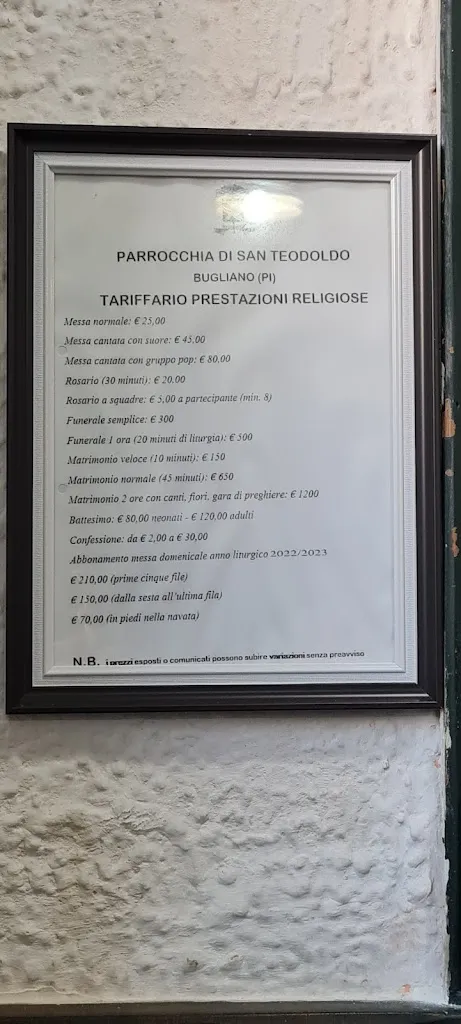 PARROCCHIA DI SAN TEODOLDO
BUGLIANO (PI)
TARIFFARIO PRESTAZIONI RELIGIOSE
Messa normale: € 25,00
Messa cantata con suore: € 45,00
Messa cantata con gruppo pop: € 80,00
Rosario (30 minuti): € 20.00
Rosario a squadre: € 5,00 a partecipante (min. 8)
Funerale semplice: € 300
Funerale 1 ora (20 minuti di liturgia): € 500
Matrimonio veloce (10 minuti): € 150
Matrimonio normale (45 minuti): € 650
Matrimonio 2 ore con canti, fiori, gara di preghiere: € 1200
Battesimo: € 80,00 neonati - € 120,00 adulti
Confessione: da € 2,00 a € 30,00
Abbonamento messa domenicale anno liturgico 2022/2023
€ 210,00 (prime cinque file)
€ 150,00 (dalla sesta all'ultima fila)
€ 70,00 (in piedi nella navata)
N.B. i prezzi esposti o comunicati possono subire variazioni senza preavviso